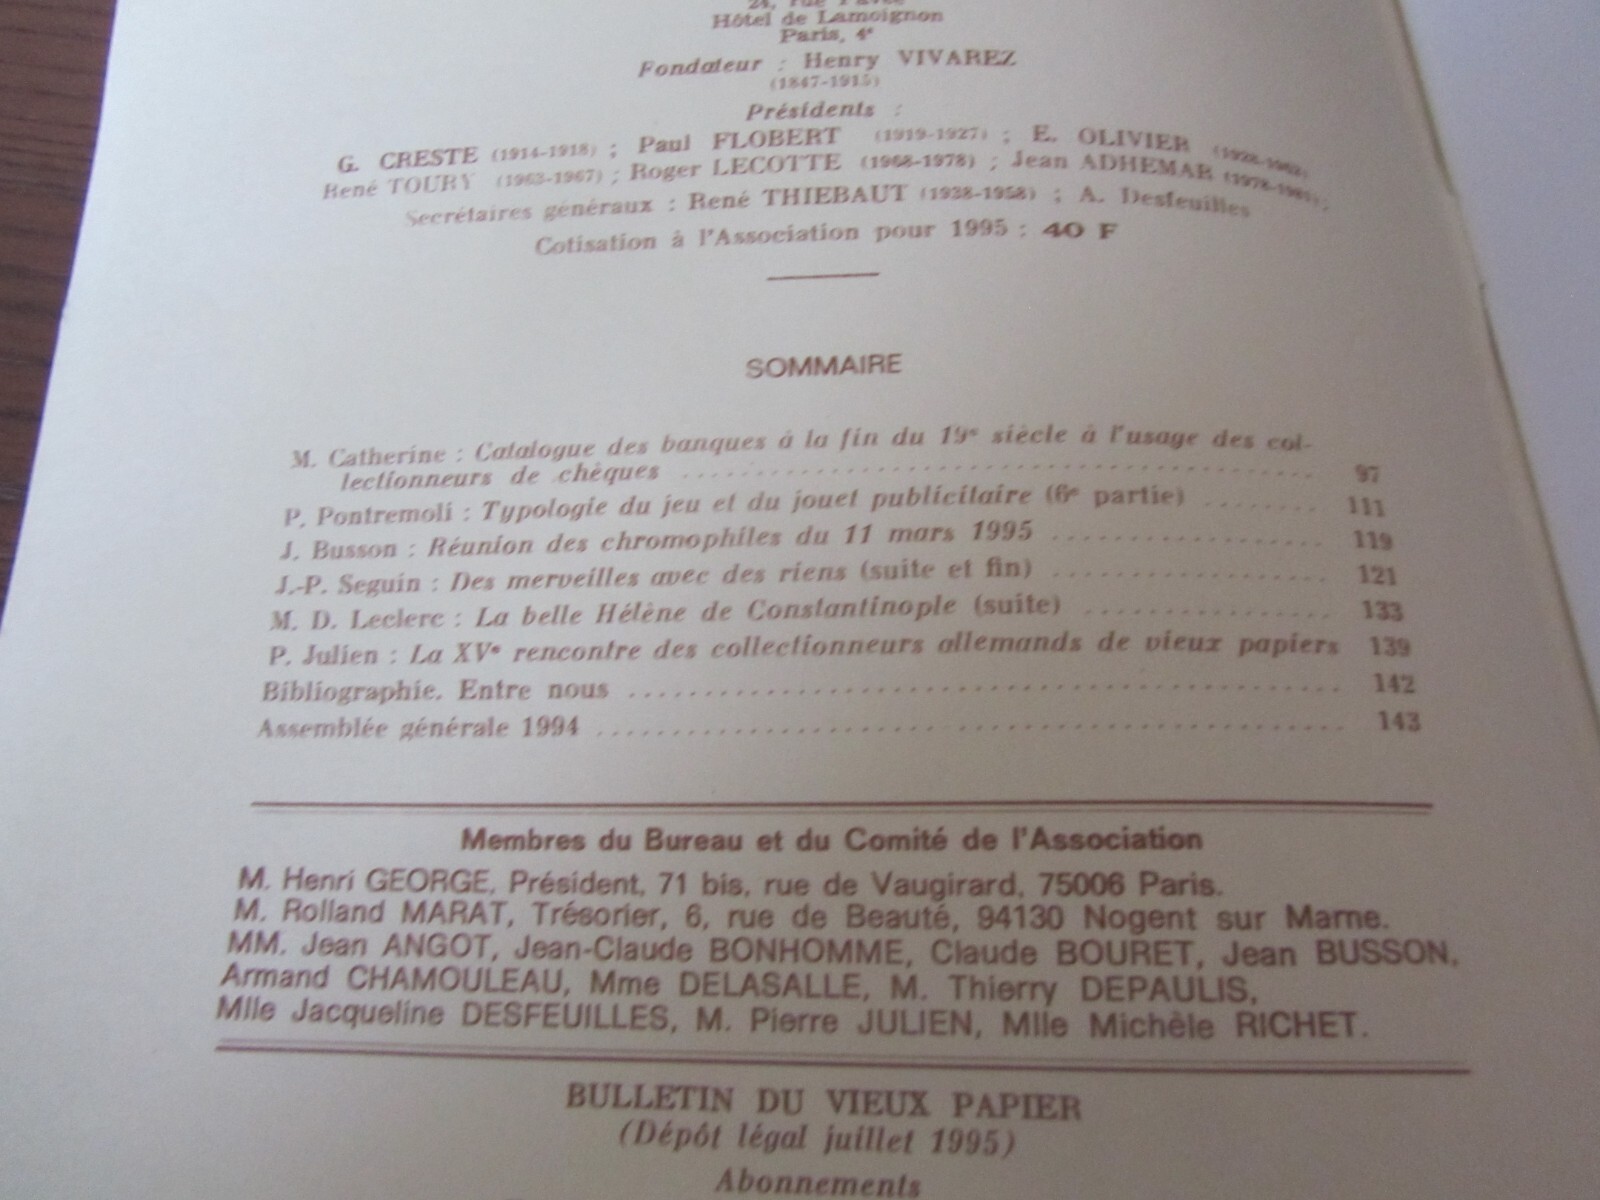 24, rue Pavée
Hôtel de Lamoignon
Paris, 4e
Fondateur : Henry VIVAREZ
(1847-1915)
Présidents :
G. CRESTE (1914-1918) ; Paul FLOBERT (1919-1927) ; E. OLIVIER
René TOURY (1963-1967) ; Roger LECOTTE (1968-1978) ; Jean ADHEMAR (1978-1981) ;
Secrétaires généraux : René THIEBAUT (1938-1958) ; A. Desfeuilles
Cotisation à l'Association pour 1995 : 40 F
SOMMAIRE
M. Catherine : Catalogue des banques à la fin du 19e siècle à l'usage des col-
lectionneurs de chèques .......... 97
P. Pontremoli : Typologie du jeu et du jouet publicitaire (6e partie) ........ 111
J. Busson : Réunion des chromophiles du 11 mars 1995 .......... 119
J.-P. Seguin : Des merveilles avec des riens (suite et fin) .......... 121
M. D. Leclerc : La belle Hélène de Constantinople (suite) .......... 133
P. Julien : La XVe rencontre des collectionneurs allemands de vieux papiers 139
Bibliographie. Entre nous .......... 142
Assemblée générale 1994 .......... 143
Membres du Bureau et du Comité de l'Association
M. Henri GEORGE, Président, 71 bis, rue de Vaugirard, 75006 Paris.
M. Rolland MARAT, Trésorier, 6, rue de Beauté, 94130 Nogent sur Marne.
MM. Jean ANGOT, Jean-Claude BONHOMME, Claude BOURET, Jean BUSSON,
Armand CHAMOULEAU, Mme DELASALLE, M. Thierry DEPAULIS,
Mlle Jacqueline DESFEUILLES, M. Pierre JULIEN, Mlle Michèle RICHET.
BULLETIN DU VIEUX PAPIER
(Dépôt légal juillet 1995)
Abonnements